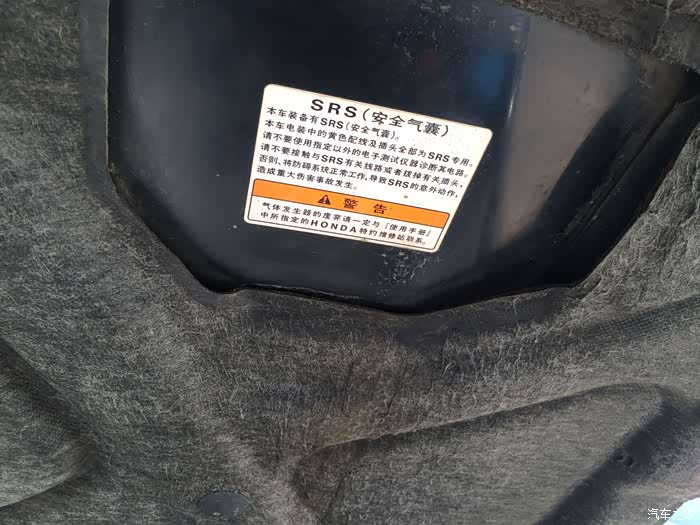 SRS(安全气囊)
本车装备有SRS(安全气囊)。
本车电装中的黄色配线及插头全部为SRS专用。
请不要使用指定以外的电子测试仪器诊断其电路。
请不要接触与SRS有关线路或者拨掉有关插头,
否则、将防碍系统正常工作,导致SRS的意外动作,
造成重大伤害事故发生。
警告
气体发生器的废弃请一定与「使用手册」
中所指定的HONDA特约维修站联系。
汽车之家